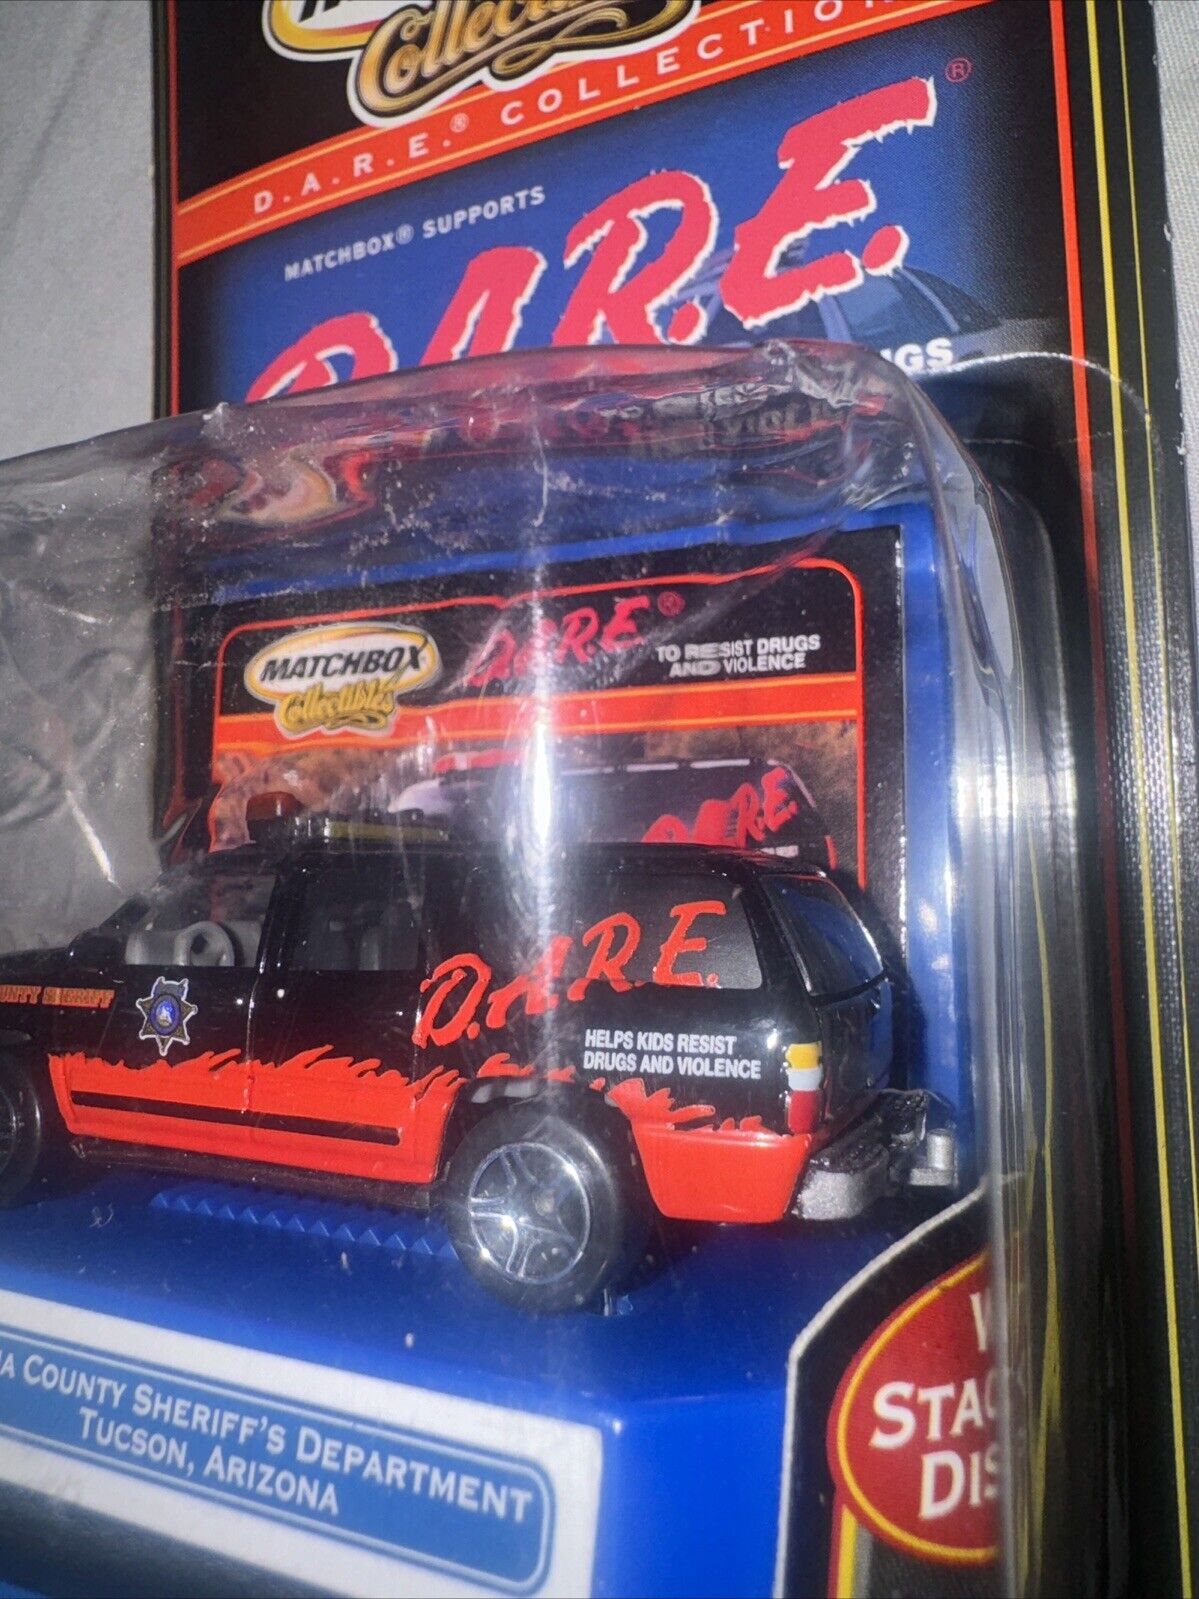 Collectibles
D.A.R.E.® COLLECTION
MATCHBOX® SUPPORTS
D.A.R.E.®
MATCHBOX
Collectibles
D.A.R.E.®
TO RESIST DRUGS
AND VIOLENCE
D.A.R.E.
D.A.R.E.
SHERIFF
HELPS KIDS RESIST
DRUGS AND VIOLENCE
COUNTY SHERIFF'S DEPARTMENT
TUCSON, ARIZONA